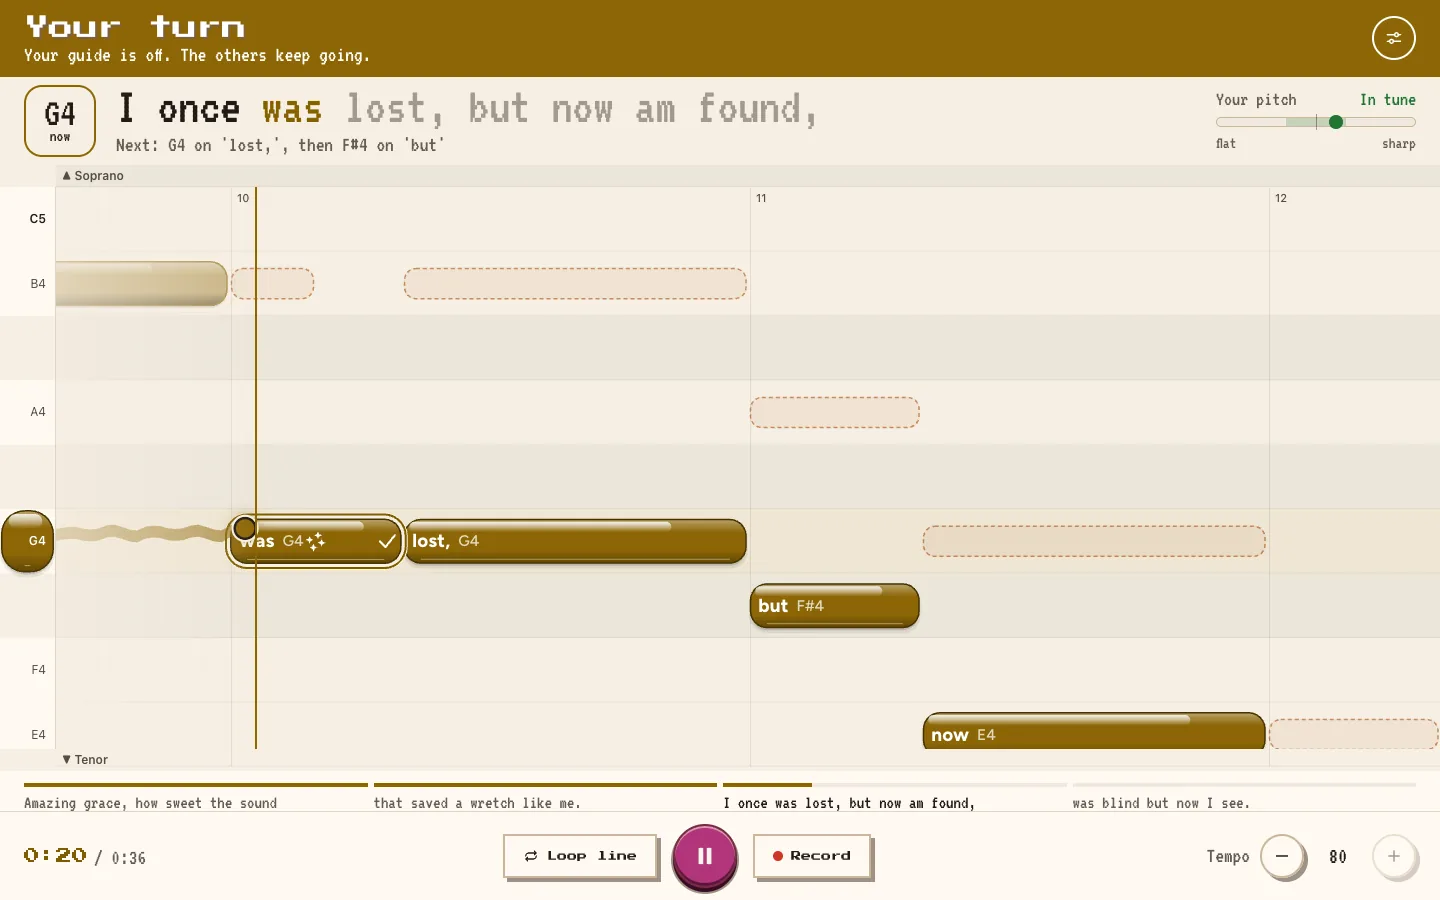 Your turn
Your guide is off. The others keep going.
G4
now
I once was lost, but now am found,
Next: G4 on 'lost,', then F#4 on 'but'
Your pitch
In tune
flat
sharp
▲ Soprano
10
11
12
C5
B4
A4
G4
F4
E4
was G4
lost, G4
but F#4
now E4
▼ Tenor
Amazing grace, how sweet the sound
that saved a wretch like me.
I once was lost, but now am found,
was blind but now I see.
0:20 / 0:36
Loop line
Record
Tempo
80